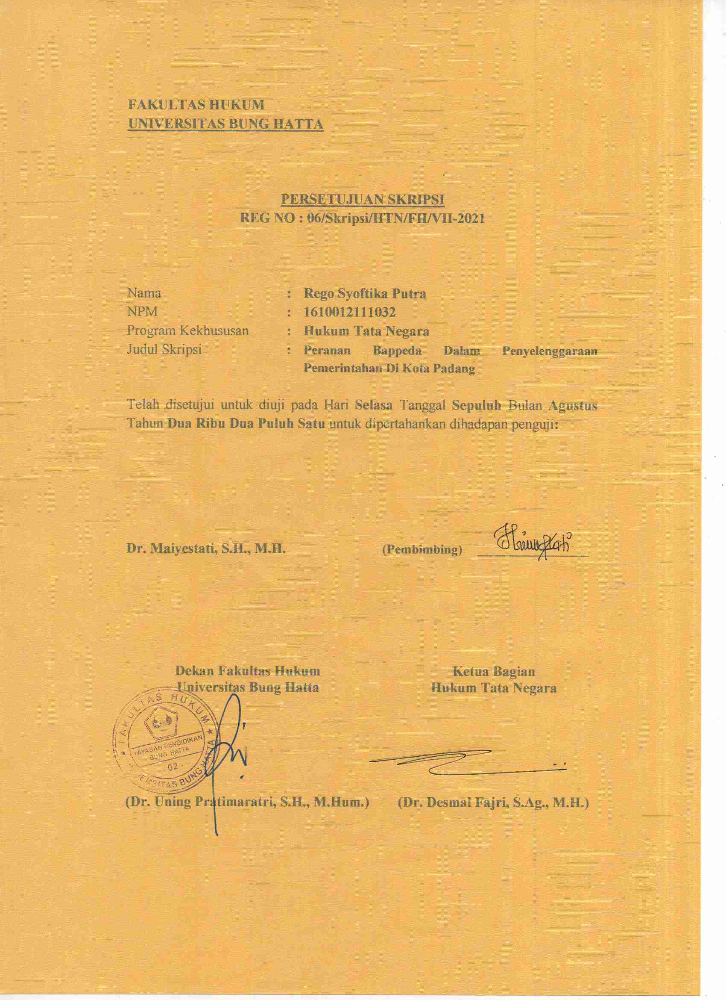 FAKULTAS HUKUM
UNIVERSITAS BUNG HATTA
PERSETUJUAN SKRIPSI
REG NO : 06/Skripsi/HTN/FH/VII-2021
Nama : Rego Syoftika Putra
NPM : 1610012111032
Program Kekhususan : Hukum Tata Negara
Judul Skripsi : Peranan Bappeda Dalam Penyelenggaraan
Pemerintahan Di Kota Padang
Telah disetujui untuk diuji pada Hari Selasa Tanggal Sepuluh Bulan Agustus
Tahun Dua Ribu Dua Puluh Satu untuk dipertahankan dihadapan penguji:
Dr. Maiyestati, S.H., M.H. (Pembimbing)
Dekan Fakultas Hukum
Universitas Bung Hatta
Ketua Bagian
Hukum Tata Negara
FAKULTAS HUKUM
YAYASAN PENDIDIKAN
BUNG HATTA
02
ERSITAS BUNG HATTA
(Dr. Uning Pratimaratri, S.H., M.Hum.) (Dr. Desmal Fajri, S.Ag., M.H.)